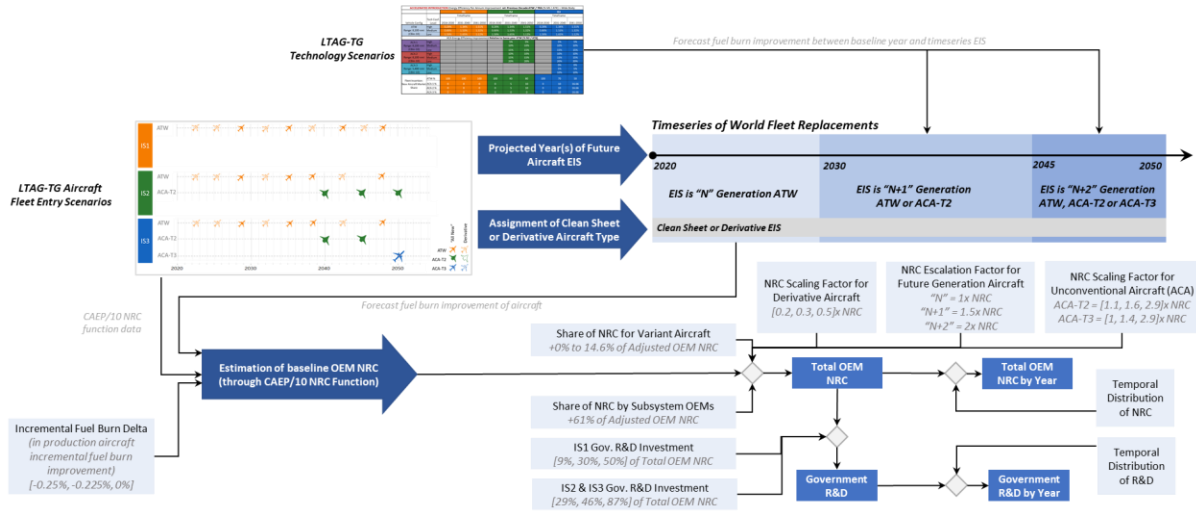 LTAG-TG
Technology Scenarios
Forecast fuel burn improvement between baseline year and timeseries EIS
IS1
ATW
IS2
ATW
ACA-T2
IS3
ATW
ACA-T2
ACA-T3
2020
2030
2040
2050
"All New"
Derivative
ATW
ACA-T2
ACA-T3
LTAG-TG Aircraft
Fleet Entry Scenarios
Projected Year(s) of Future
Aircraft EIS
Assignment of Clean Sheet
or Derivative Aircraft Type
Timeseries of World Fleet Replacements
2020
2030
2045
2050
EIS is "N" Generation ATW
EIS is "N+1" Generation
ATW or ACA-T2
EIS is "N+2" Generation
ATW, ACA-T2 or ACA-T3
Clean Sheet or Derivative EIS
CAEP/10 NRC
function data
Forecast fuel burn improvement of aircraft
NRC Scaling Factor for
Derivative Aircraft
[0.2, 0.3, 0.5]x NRC
NRC Escalation Factor for
Future Generation Aircraft
"N" = 1x NRC
"N+1" = 1.5x NRC
"N+2" = 2x NRC
NRC Scaling Factor for
Unconventional Aircraft (ACA)
ACA-T2 = [1.1, 1.6, 2.9]x NRC
ACA-T3 = [1, 1.4, 2.9]x NRC
Share of NRC for Variant Aircraft
+0% to 14.6% of Adjusted OEM NRC
Estimation of baseline OEM NRC
(through CAEP/10 NRC Function)
Total OEM
NRC
Total OEM
NRC by Year
Temporal
Distribution
of NRC
Share of NRC by Subsystem OEMs
+61% of Adjusted OEM NRC
Incremental Fuel Burn Delta
(in production aircraft
incremental fuel burn
improvement)
[-0.25%, -0.225%, 0%]
IS1 Gov. R&D Investment
[9%, 30%, 50%] of Total OEM NRC
IS2 & IS3 Gov. R&D Investment
[29%, 46%, 87%] of Total OEM NRC
Government
R&D
Government
R&D by Year
Temporal
Distribution
of R&D